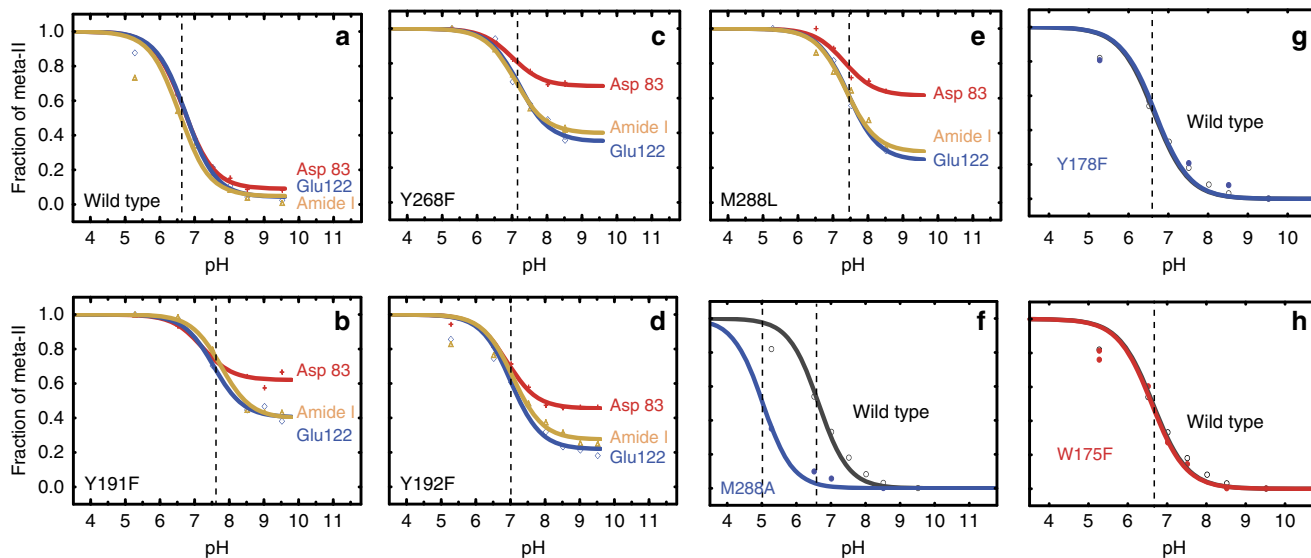 a
c
e
g
Fraction of meta-II
1.0
0.8
0.6
0.4
0.2
0.0
Asp 83
Glu122
Amide I
Wild type
Asp 83
Amide I
Glu122
Y268F
Asp 83
Amide I
Glu122
M288L
Wild type
Y178F
4 5 6 7 8 9 10 11
4 5 6 7 8 9 10 11
4 5 6 7 8 9 10 11
4 5 6 7 8 9 10 11
pH
pH
pH
pH
b
d
f
h
Fraction of meta-II
1.0
0.8
0.6
0.4
0.2
0.0
Asp 83
Amide I
Glu122
Y191F
Asp 83
Amide I
Glu122
Y192F
Wild type
M288A
Wild type
W175F
4 5 6 7 8 9 10 11
4 5 6 7 8 9 10 11
4 5 6 7 8 9 10 11
4 5 6 7 8 9 10 11
pH
pH
pH
pH